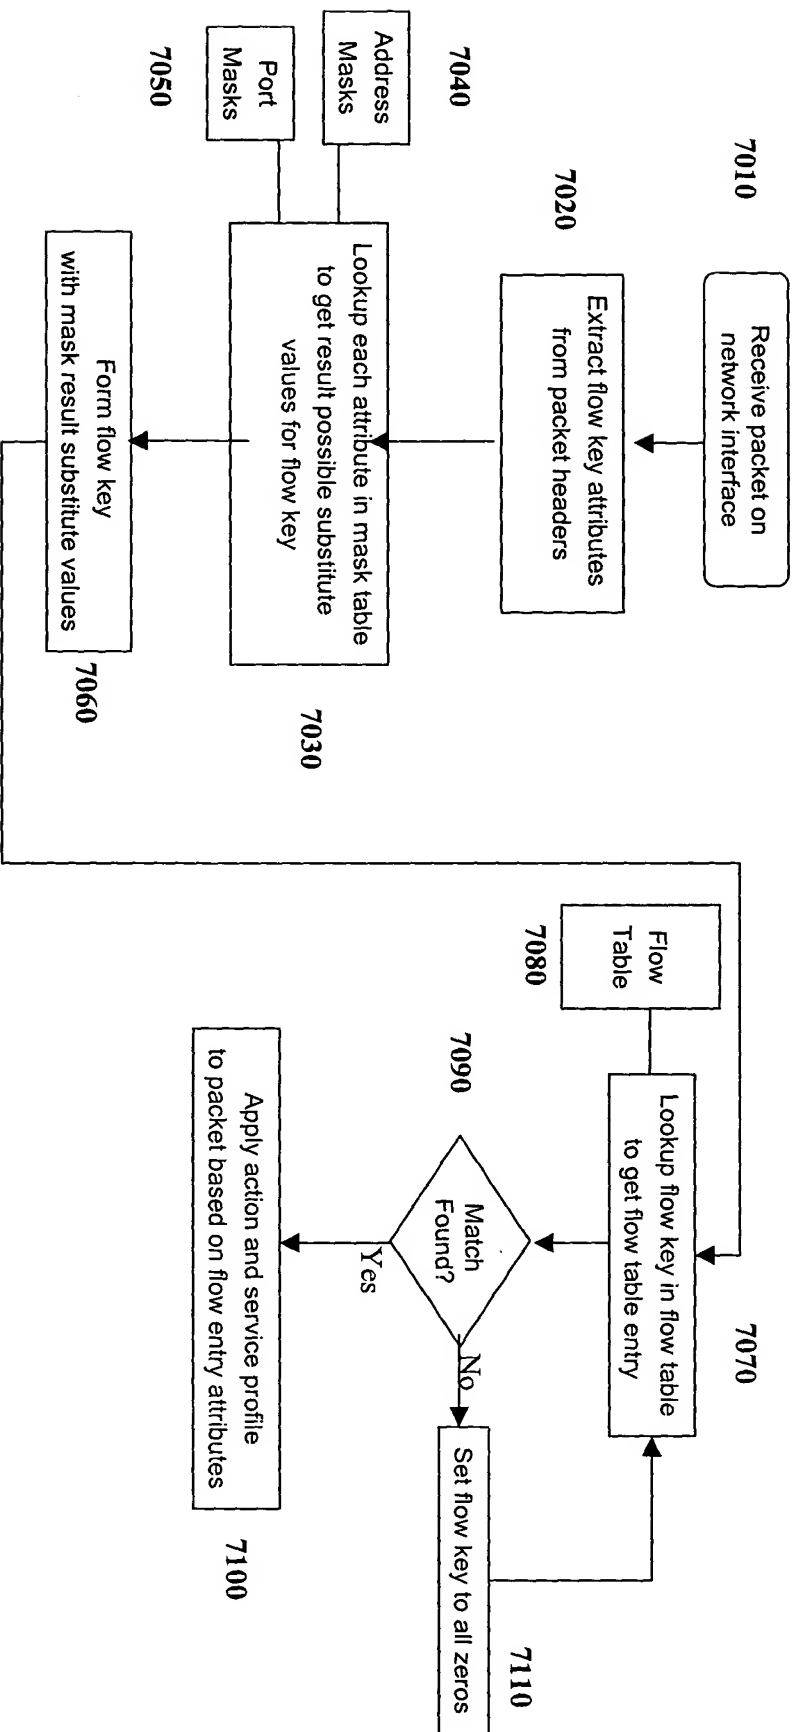 7010
Receive packet on
network interface
7020
Extract flow key attributes
from packet headers
7040
Address
Masks
Port
Masks
7050
Lookup each attribute in mask table
to get result possible substitute
values for flow key
7030
Form flow key
with mask result substitute values
7060
7070
Lookup flow key in flow table
to get flow table entry
Flow
Table
7080
7090
Match
Found?
No
Yes
Set flow key to all zeros
7110
Apply action and service profile
to packet based on flow entry attributes
7100